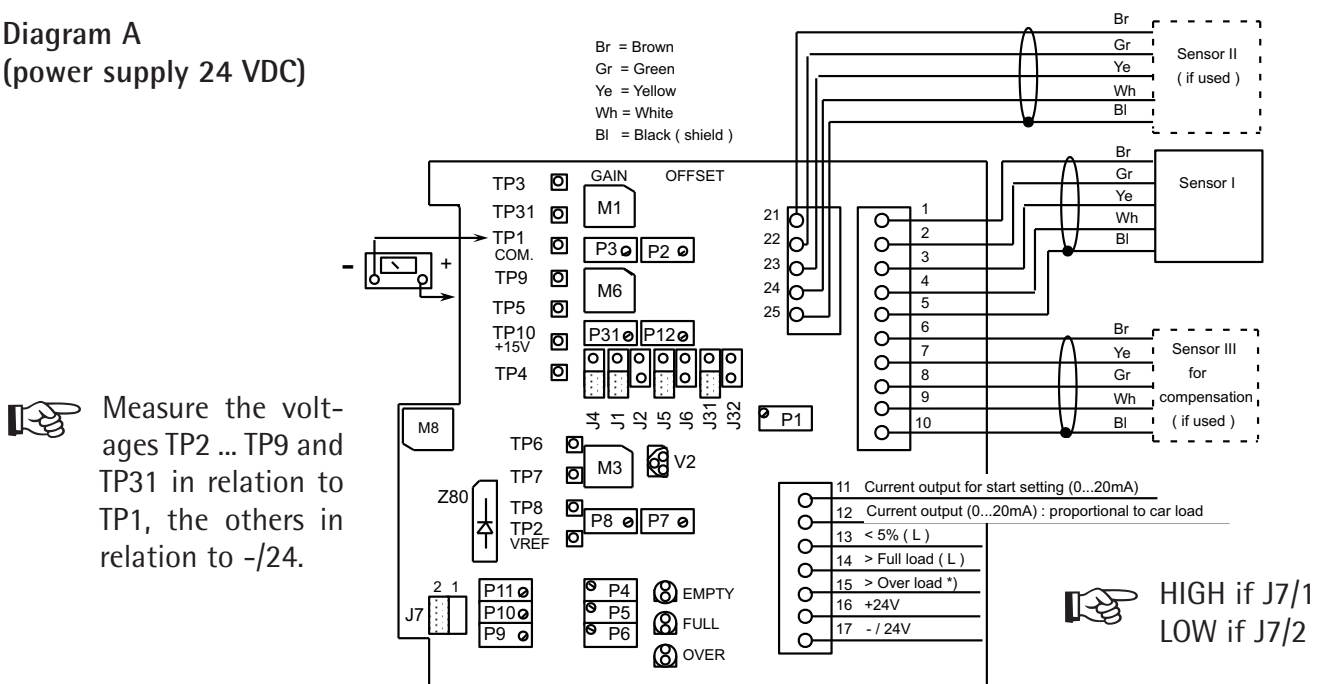 Diagram A
(power supply 24 VDC)
Br = Brown
Gr = Green
Ye = Yellow
Wh = White
Bl = Black ( shield )
Br
Gr
Ye
Wh
Bl
Sensor II
( if used )
Br
Gr
Ye
Wh
Bl
Sensor I
Br
Ye
Gr
Wh
Bl
Sensor III
for
compensation
( if used )
GAIN OFFSET
TP3
M1
TP31
TP1
COM.
P3 P2
TP9
M6
TP5
TP10
+15V
P31 P12
TP4
- +
21
22
23
24
25
1
2
3
4
5
6
7
8
9
10
J4 J1 J2 J5 J6 J31 J32
P1
Measure the volt-
ages TP2 ... TP9 and
TP31 in relation to
TP1, the others in
relation to -/24.
M8
TP6
M3
V2
TP7
Z80
TP8
TP2
VREF
P8 P7
2 1
J7
P11
P10
P9
P4
P5
P6
EMPTY
FULL
OVER
11 Current output for start setting (0...20mA)
12 Current output (0...20mA) : proportional to car load
13 < 5% ( L )
14 > Full load ( L )
15 > Over load *)
16 +24V
17 - / 24V
HIGH if J7/1
LOW if J7/2